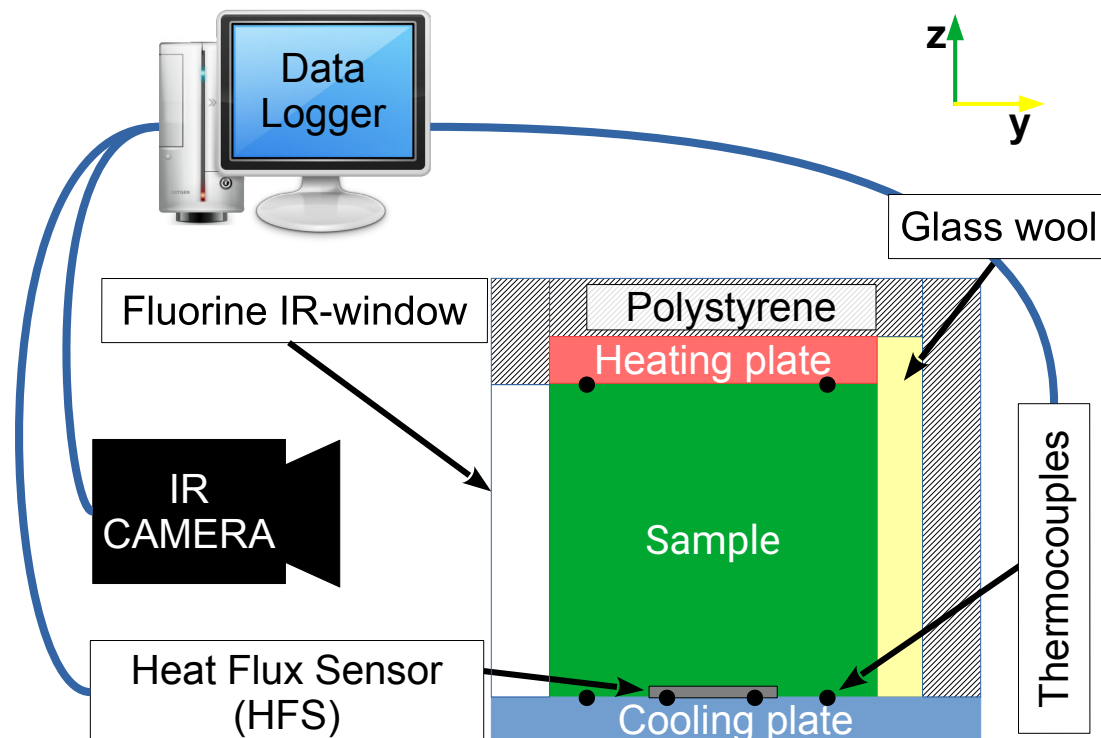 Data
Logger
z
y
Glass wool
Fluorine IR-window
Polystyrene
Heating plate
IR
CAMERA
Sample
Thermocouples
Heat Flux Sensor
(HFS)
Cooling plate